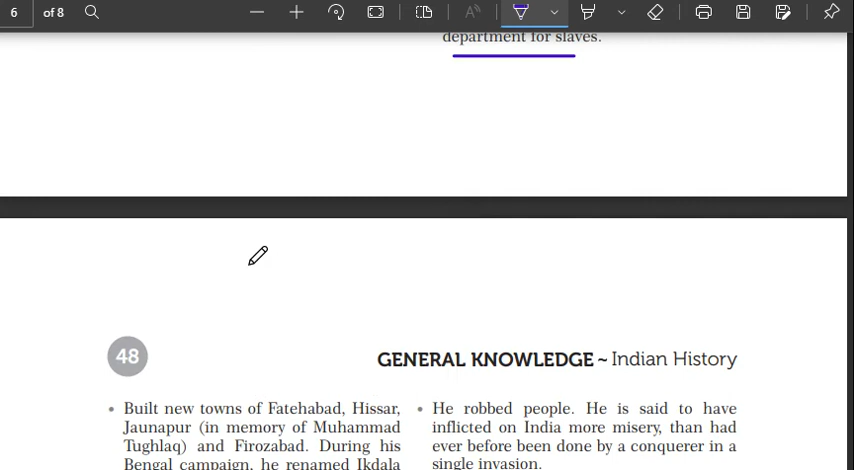 6 of 8
department for slaves.
48
GENERAL KNOWLEDGE ~ Indian History
• Built new towns of Fatehabad, Hissar,
Jaunapur (in memory of Muhammad
Tughlaq) and Firozabad. During his
Bengal campaign, he renamed Ikdala
• He robbed people. He is said to have
inflicted on India more misery, than had
ever before been done by a conquerer in a
single invasion.